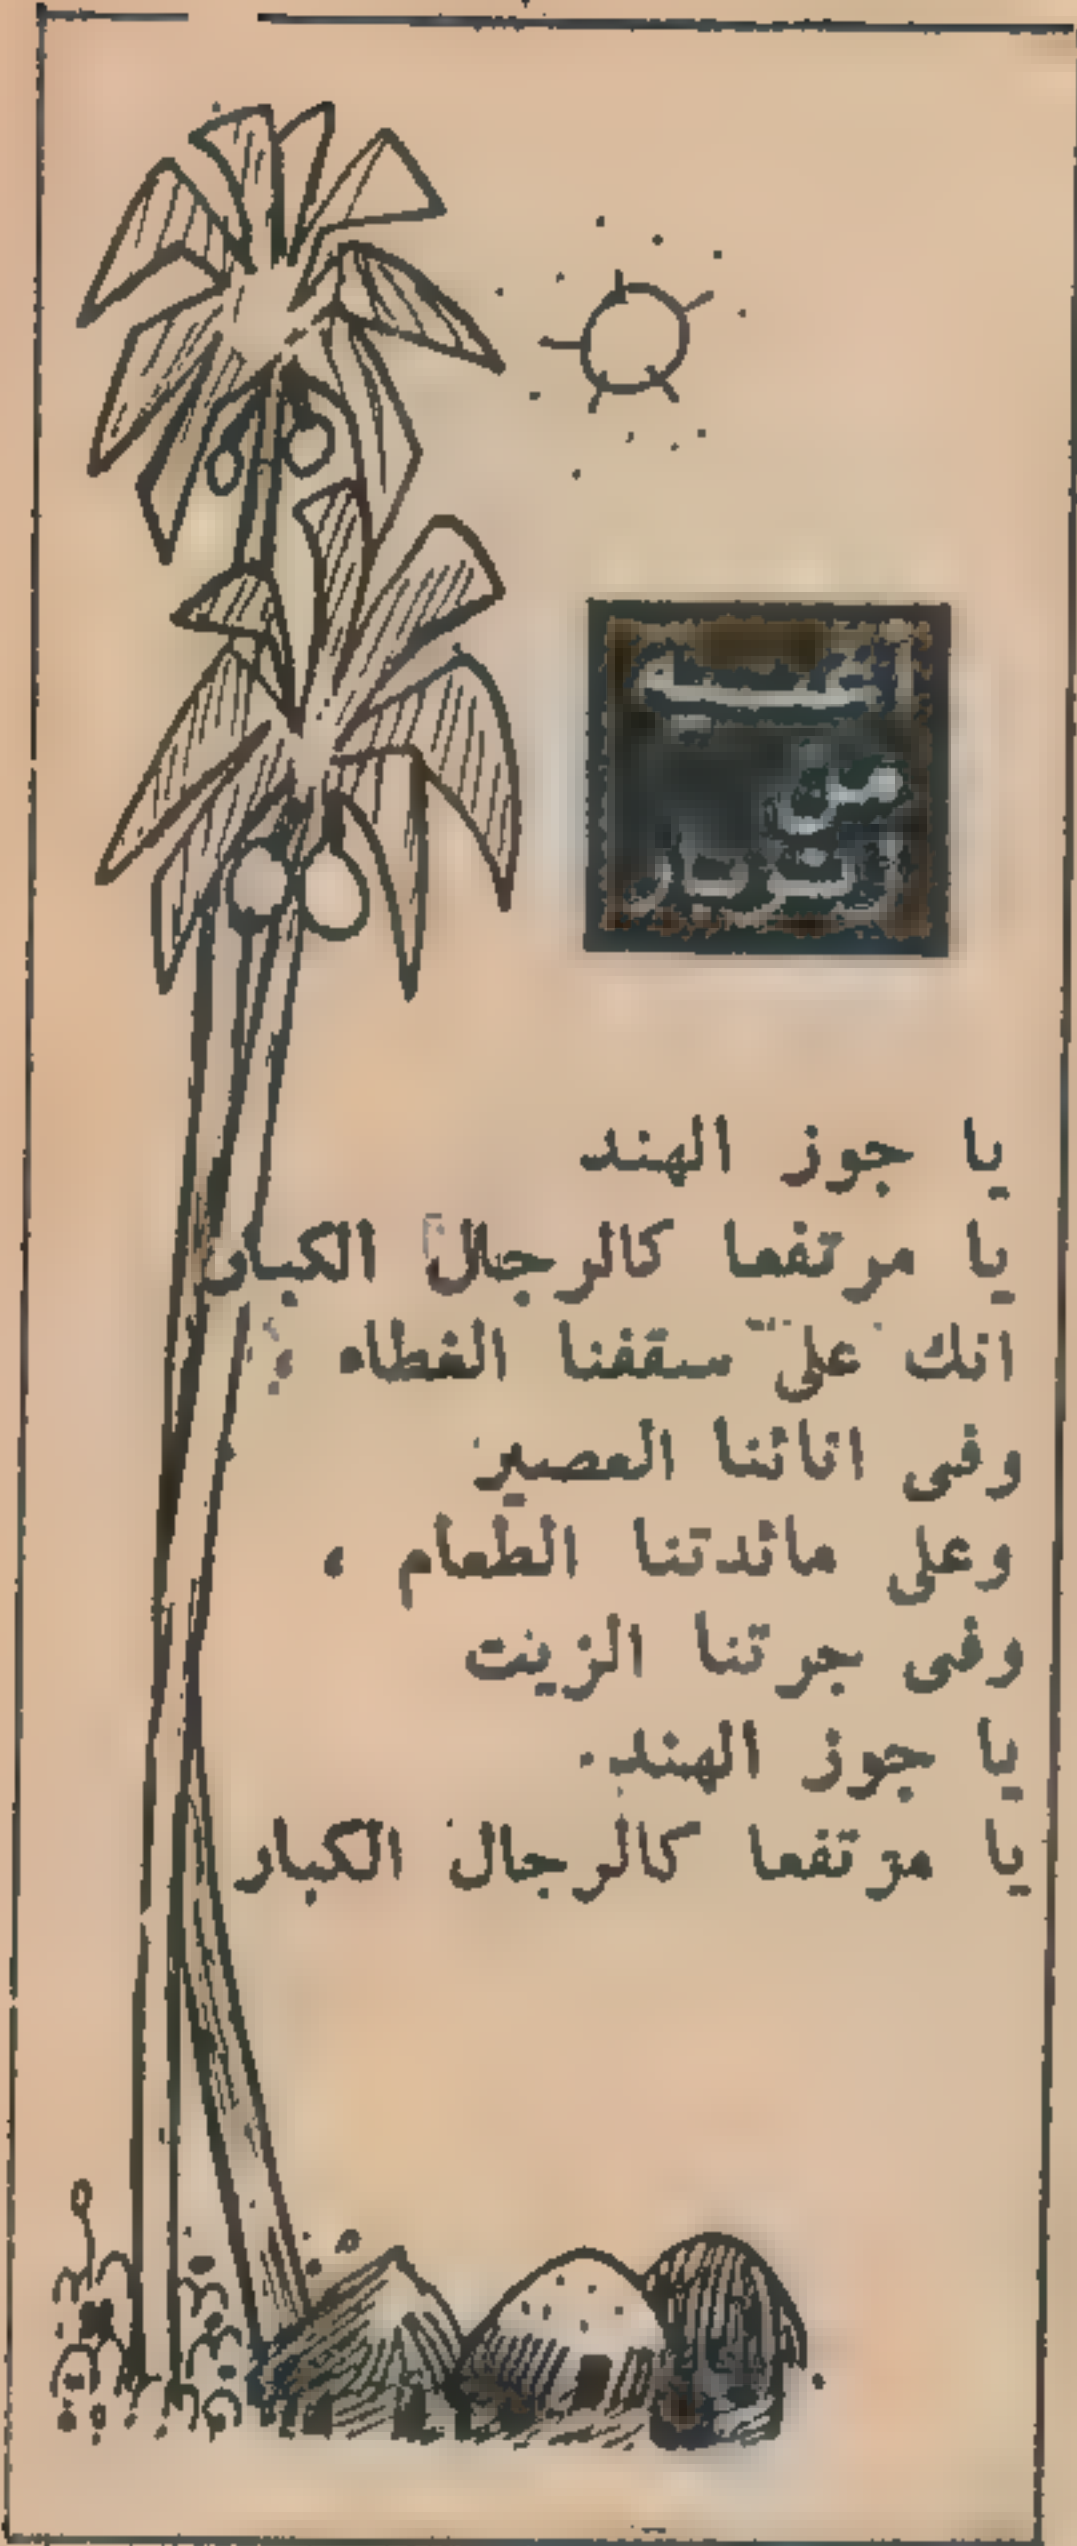 يا جوز الهند
يا مرتفعا كالرجال الكبار
انك على سقفنا الغطاء
وفى اناثنا العصير
وعلى مائدتنا الطعام ،
وفى جرتنا الزيت
يا جوز الهند
يا مرتفعا كالرجال الكبار